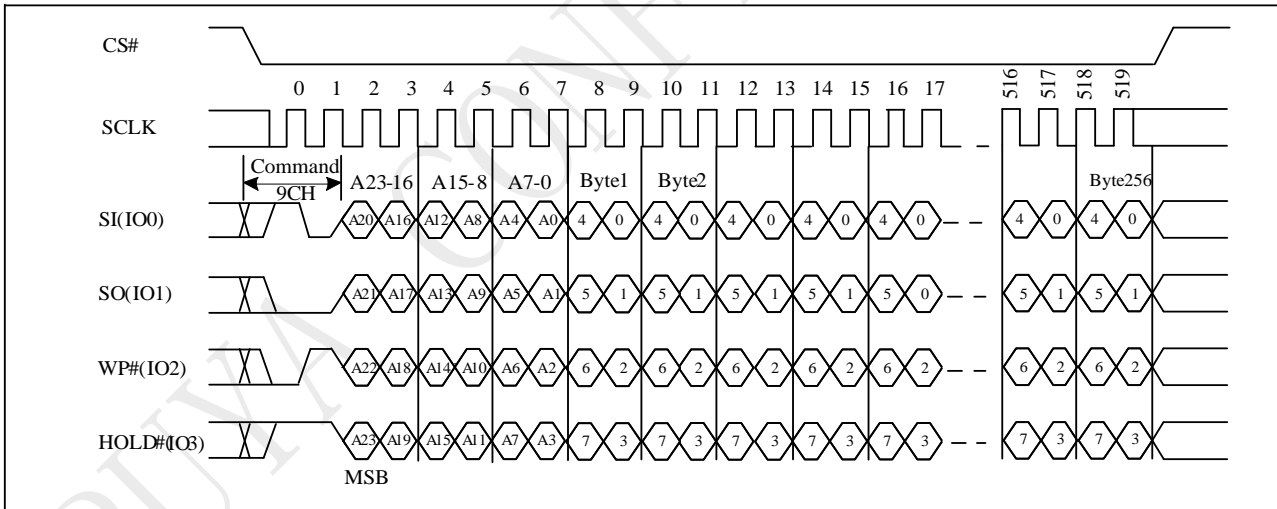 CS#
0 1 2 3 4 5 6 7 8 9 10 11 12 13 14 15 16 17 516 517 518 519
SCLK
Command
9CH
A23-16 A15-8 A7-0 Byte1 Byte2 Byte256
SI(IO0) A20 A16 A12 A8 A4 A0 4 0 4 0 4 0 4 0 4 0 4 0 4 0
SO(IO1) A21 A17 A13 A9 A5 A1 5 1 5 1 5 1 5 1 5 0 5 1 5 1
WP#(IO2) A22 A18 A14 A10 A6 A2 6 2 6 2 6 2 6 2 6 2 6 2 6 2
HOLD#(IO3) A23 A19 A15 A11 A7 A3 7 3 7 3 7 3 7 3 7 3 7 3 7 3
MSB